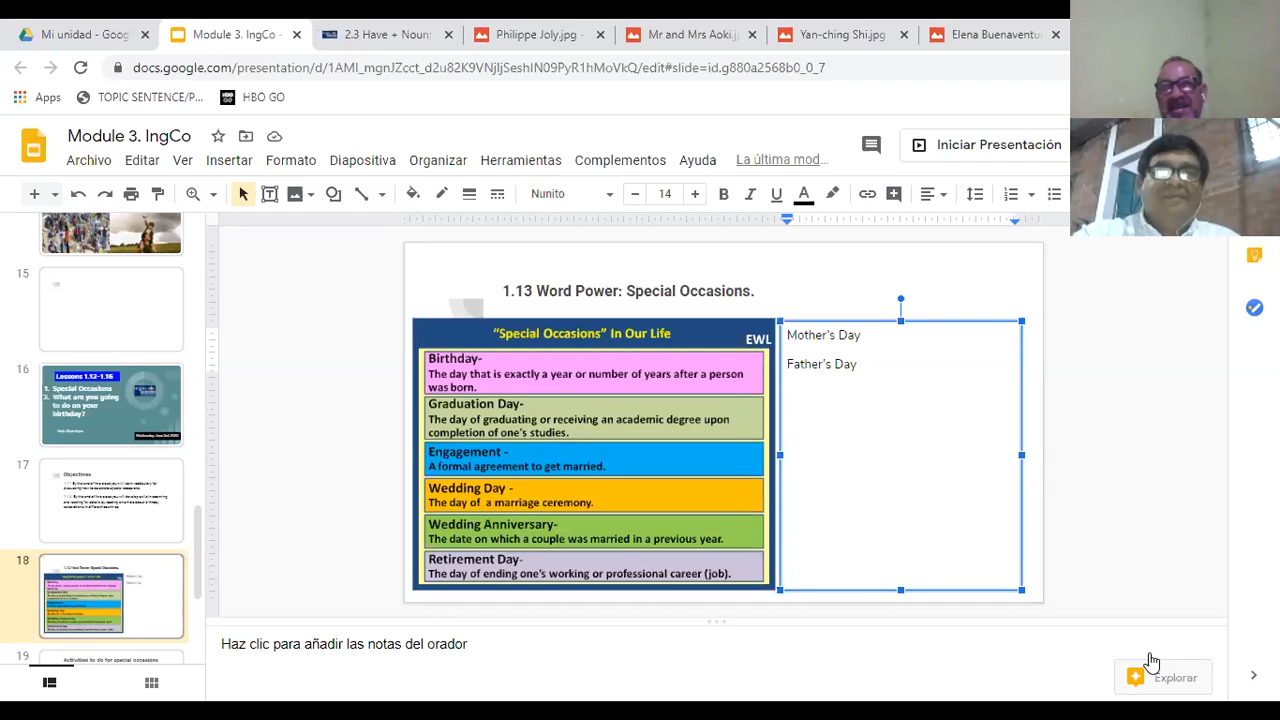 Mi unidad - Goog
Module 3. IngCo -
2.3 Have + Noun:
Philippe Joly.jpg -
Mr and Mrs Aoki.j
Yan-ching Shi.jpg
Elena Buenaventu
docs.google.com/presentation/d/1AMI_mgnJZcct_d2u82K9VNjIjSeshIN09PyR1hMoVkQ/edit#slide=id.g880a2568b0_0_7
Apps
TOPIC SENTENCE/P...
HBO GO
Module 3. IngCo
Archivo Editar Ver Insertar Formato Diapositiva Organizar Herramientas Complementos Ayuda La última mod...
Iniciar Presentación
Nunito
14
15
16
Lessons 1.12-1.16
1. Special Occasions
2. What are you going
to do on your
birthday?
17
Objectives
18
19
Activities to do for special occasions
1.13 Word Power: Special Occasions.
“Special Occasions” In Our Life
EWL
Birthday-
The day that is exactly a year or number of years after a person
was born.
Graduation Day-
The day of graduating or receiving an academic degree upon
completion of one's studies.
Engagement -
A formal agreement to get married.
Wedding Day -
The day of a marriage ceremony.
Wedding Anniversary-
The date on which a couple was married in a previous year.
Retirement Day-
The day of ending one's working or professional career (job).
Mother's Day
Father's Day
Haz clic para añadir las notas del orador
Explorar